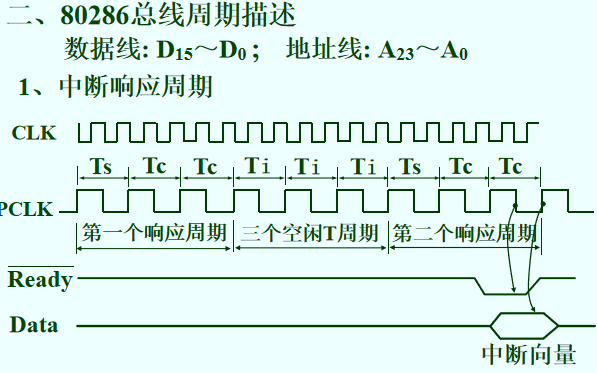 二、80286总线周期描述
数据线: D15～D0 ; 地址线: A23～A0
1、中断响应周期
CLK
Ts Tc Tc Ti Ti Ti Ts Tc Tc
PCLK
第一个响应周期 三个空闲T周期 第二个响应周期
Ready
Data
中断向量